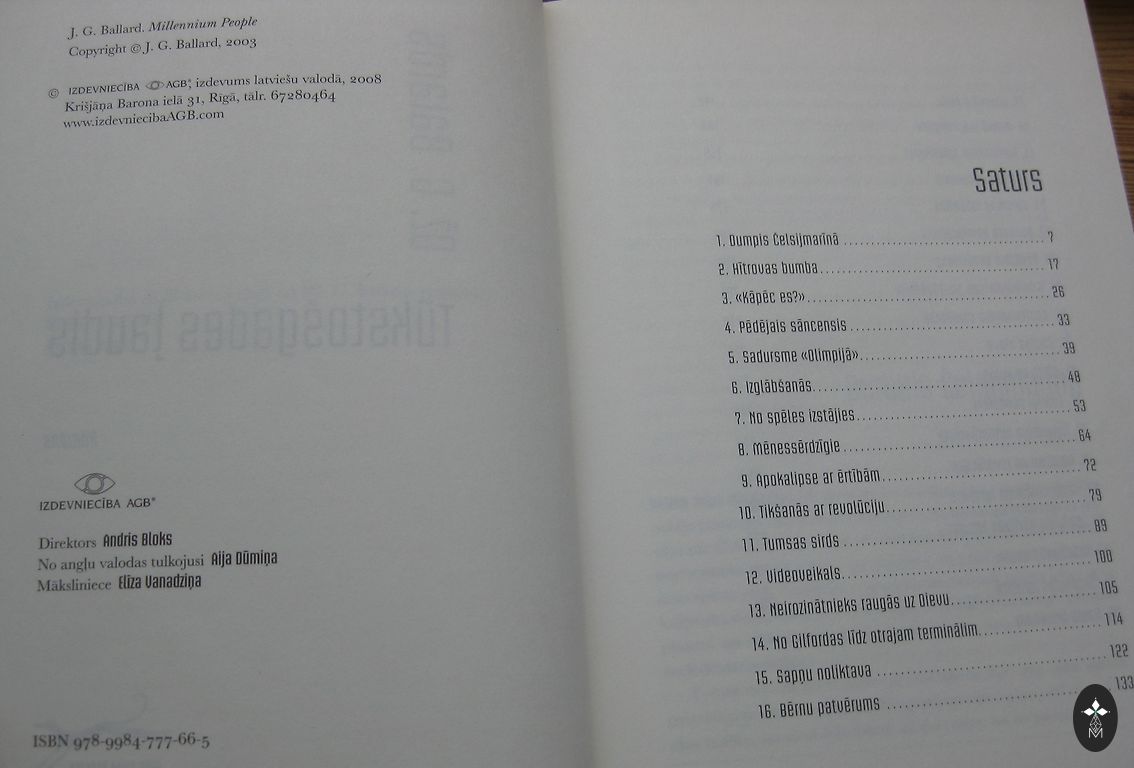 J. G. Ballard. Millennium People
Copyright © J. G. Ballard, 2003
© IZDEVNIECĪBA AGB®, izdevums latviešu valodā, 2008
Krišjāņa Barona ielā 31, Rīgā, tālr. 67280464
www.izdevniecibaAGB.com
Tūkstošgades ļaudis
IZDEVNIECĪBA AGB®
Direktors Andris Bloks
No angļu valodas tulkojusi Aija Dūmiņa
Māksliniece Elīza Vanadziņa
ISBN 978-9984-777-66-5
Saturs
1. Dumpis Čelsijmarīnā ........ 7
2. Hitrovas bumba ........ 17
3. «Kāpēc es?» ........ 26
4. Pēdējais sāncensis ........ 33
5. Sadursme «Olimpijā» ........ 39
6. Izglābšanās ........ 48
7. No spēles izstājies ........ 53
8. Mēnessērdzīgie ........ 64
9. Apokalipse ar ērtībām ........ 72
10. Tikšanās ar revolūciju ........ 79
11. Tumsas sirds ........ 89
12. Videoveikals ........ 100
13. Neirozinātnieks raugās uz Dievu ........ 105
14. No Gilfordas līdz otrajam terminālim ........ 114
15. Sapņu noliktava ........ 122
16. Bērnu patvērums ........ 133
M